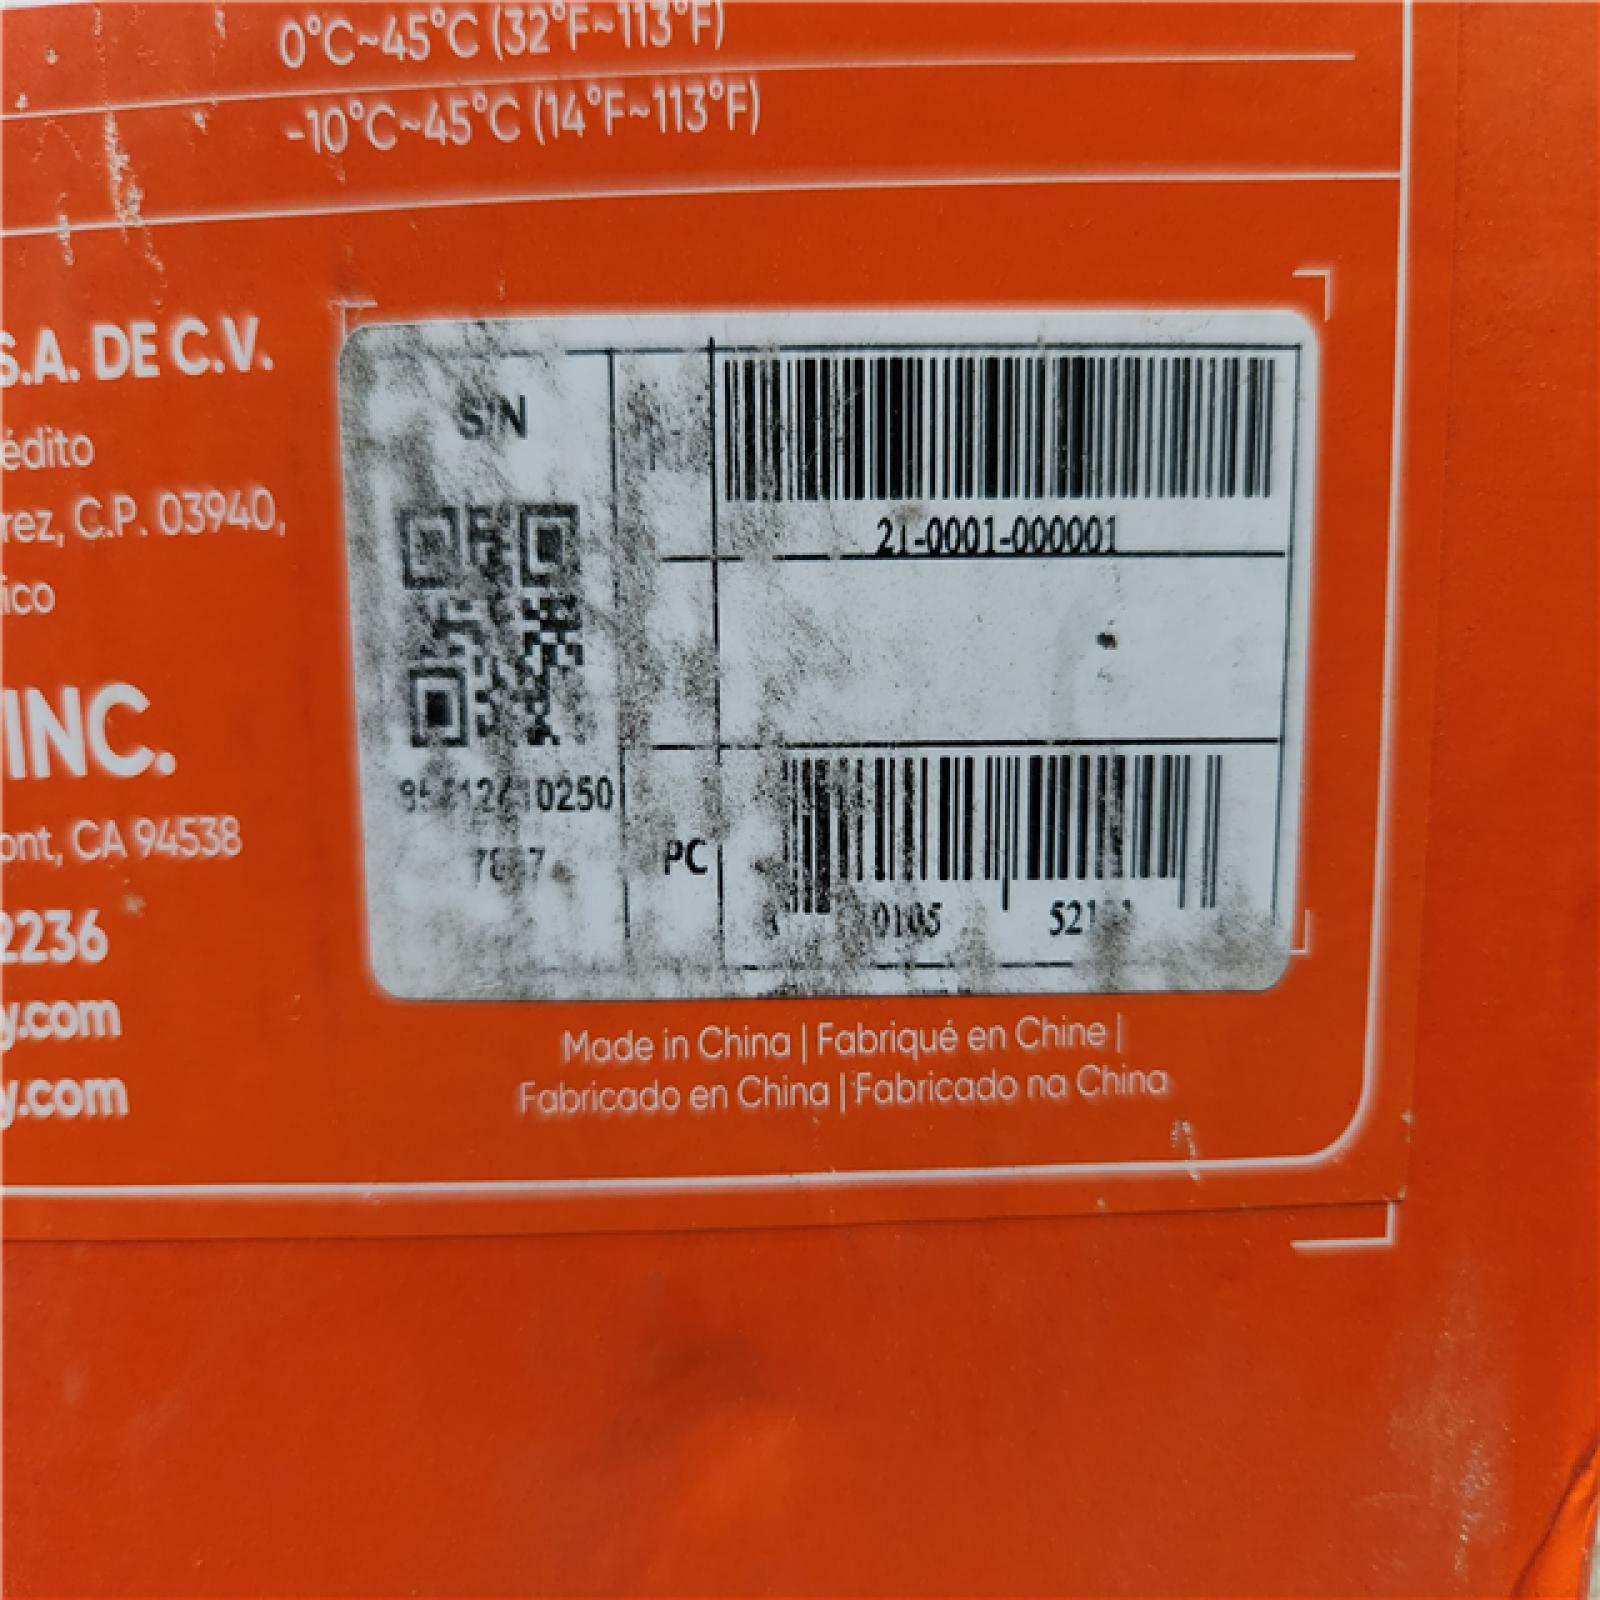 0°C~45°C (32°F~113°F)
-10°C~45°C (14°F~113°F)
S.A. DE C.V.
édito
rez, C.P. 03940,
ico
INC.
ont, CA 94538
2236
y.com
y.com
S/N
21-0001-000001
PC
0105
Made in China | Fabriqué en Chine |
Fabricado en China | Fabricado na China